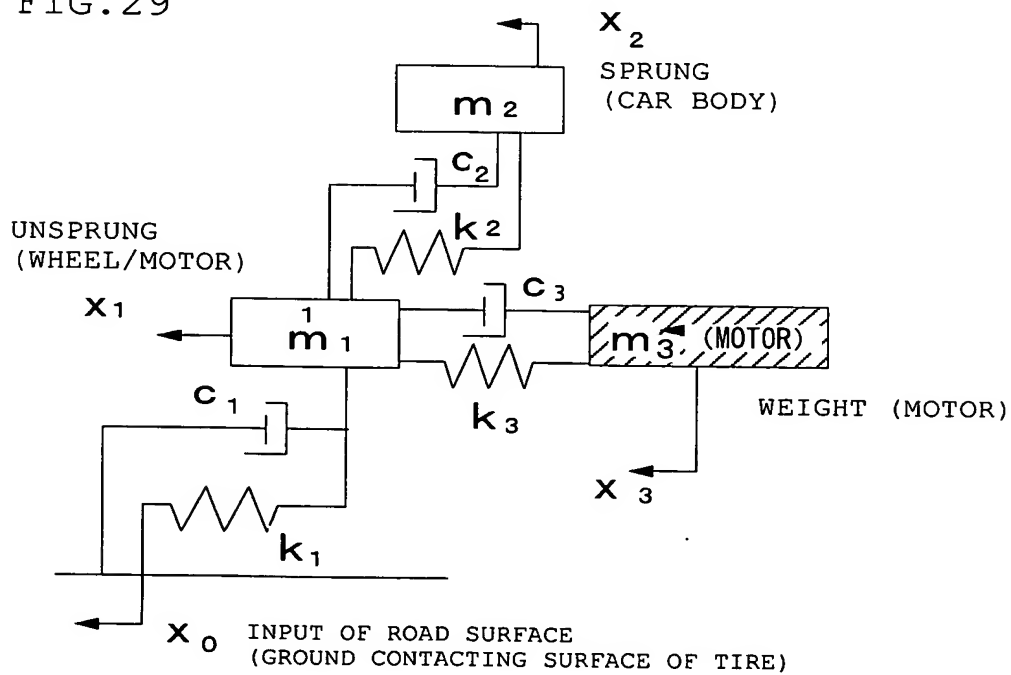 FIG.29
x2
SPRUNG
(CAR BODY)
m2
c2
k2
UNSPRUNG
(WHEEL/MOTOR)
x1
1
m1
c3
m3 (MOTOR)
k3
WEIGHT (MOTOR)
x3
c1
k1
x0 INPUT OF ROAD SURFACE
(GROUND CONTACTING SURFACE OF TIRE)